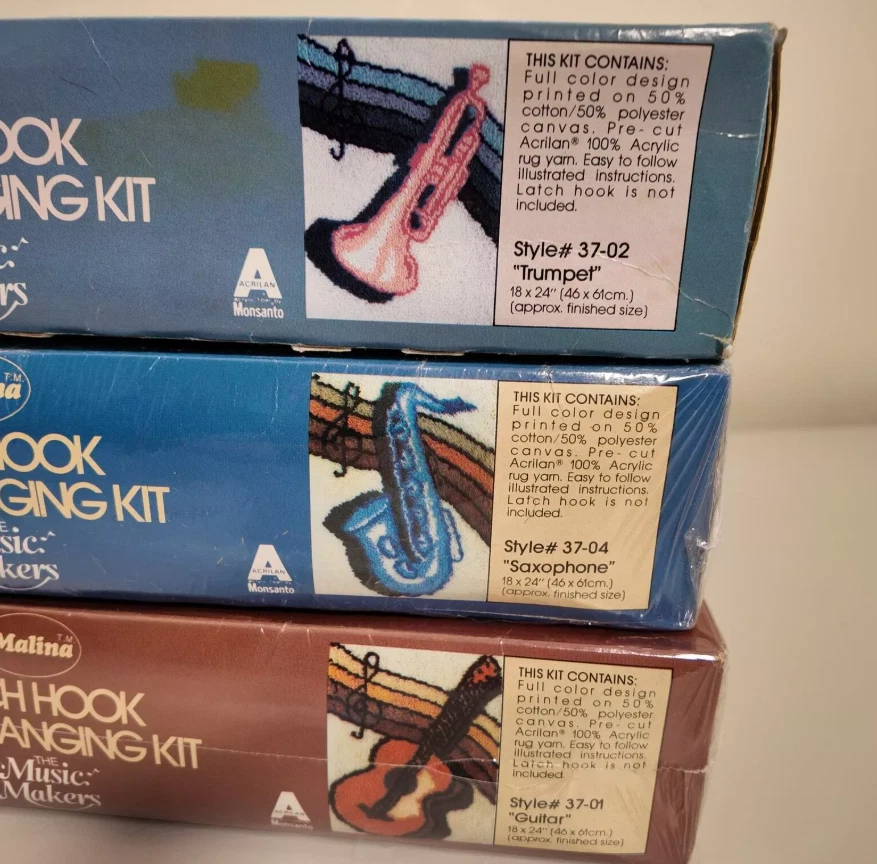 OOK
GING KIT
c:
rs
A
ACRILAN
Monsanto
THIS KIT CONTAINS:
Full color design
printed on 50%
cotton/50% polyester
canvas. Pre-cut
Acrilan® 100% Acrylic
rug yarn. Easy to follow
illustrated instructions.
Latch hook is not
included.
Style# 37-02
"Trumpet"
18 x 24" (46 x 61cm.)
(approx. finished size)
na T.M.
HOOK
GING KIT
HE
sic:
kers
A
ACRILAN
Monsanto
THIS KIT CONTAINS:
Full color design
printed on 50%
cotton/50% polyester
canvas. Pre-cut
Acrilan® 100% Acrylic
rug yarn. Easy to follow
illustrated instructions.
Latch hook is not
included.
Style# 37-04
"Saxophone"
18 x 24" (46 x 61cm.)
(approx. finished size)
Malina T.M.
CH HOOK
ANGING KIT
THE
Music
Makers
A
ACRILAN
Monsanto
THIS KIT CONTAINS:
Full color design
printed on 50%
cotton/50% polyester
canvas. Pre-cut
Acrilan® 100% Acrylic
rug yarn. Easy to follow
illustrated instructions.
Latch hook is not
included.
Style# 37-01
"Guitar"
18 x 24" (46 x 61cm.)
(approx. finished size)